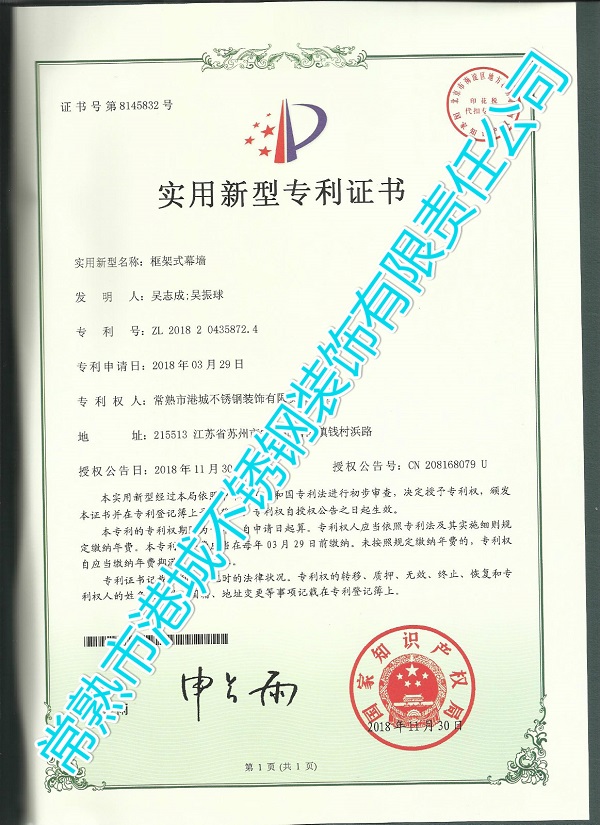 证书号第8145832号
印花税
实用新型专利证书
实用新型名称：框架式幕墙
发明人：吴志成;吴振球
专利号：ZL 2018 2 0435872.4
专利申请日：2018年03月29日
专利权人：常熟市港城不锈钢装饰有限
地址：215513 江苏省苏州市 镇钱村浜路
授权公告日：2018年11月30 授权公告号：CN 208168079 U
本实用新型经过本局依照 和国专利法进行初步审查，决定授予专利权，颁发
本证书并在专利登记簿上予 专利权自授权公告之日起生效。
本专利的专利权期限为 自申请日起算。专利权人应当依照专利法及其实施细则规
定缴纳年费。本专利 当在每年03月29日前缴纳。未按照规定缴纳年费的，专利权
自应当缴纳年费期
专利证书记 时的法律状况。专利权的转移、质押、无效、终止、恢复和专
利权人的姓名 地址变更等事项记载在专利登记簿上。
申长雨
国家知识产权局
2018年11月30日
第1页(共1页)
常熟市港城不锈钢装饰有限责任公司